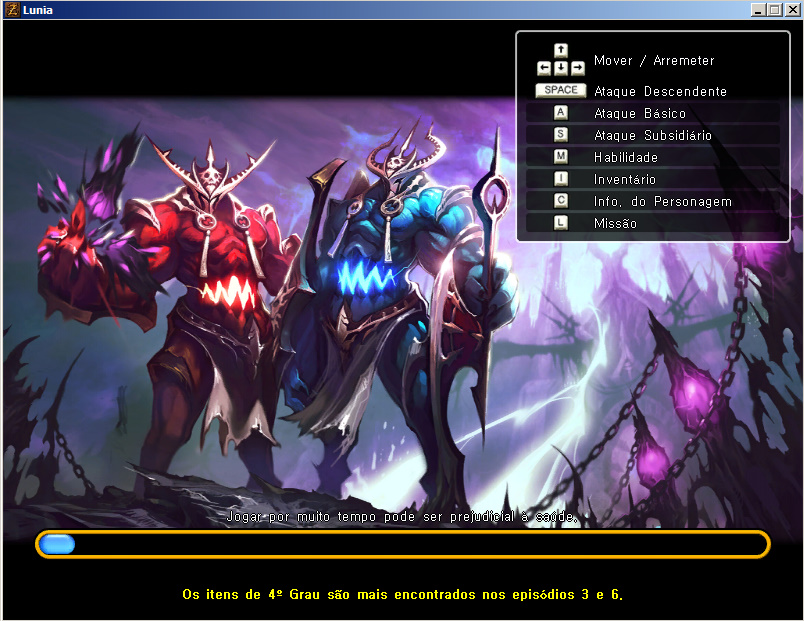 Lunia
Mover / Arremeter
SPACE Ataque Descendente
A Ataque Básico
S Ataque Subsidiário
M Habilidade
I Inventário
C Info. do Personagem
L Missão
Jogar por muito tempo pode ser prejudicial à saúde.
Os itens de 4º Grau são mais encontrados nos episódios 3 e 6.